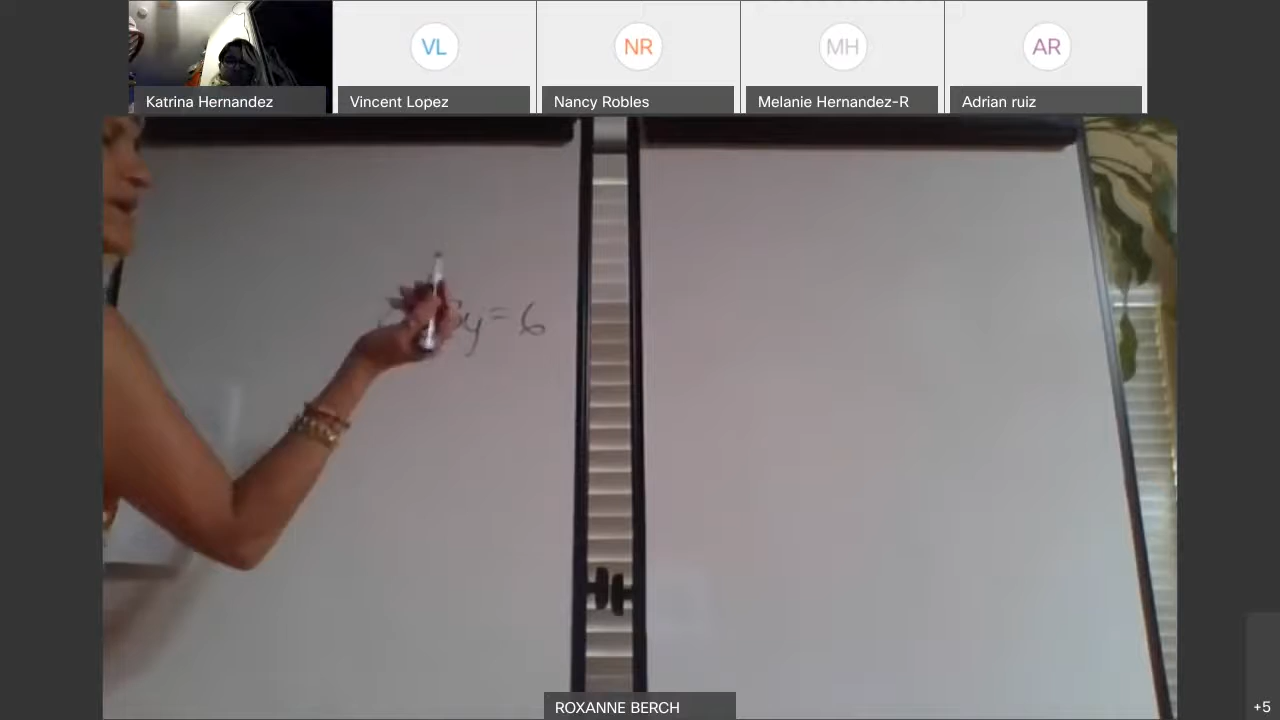 VL
NR
MH
AR
Katrina Hernandez
Vincent Lopez
Nancy Robles
Melanie Hernandez-R
Adrian ruiz
y = 6
ROXANNE BERCH
+5